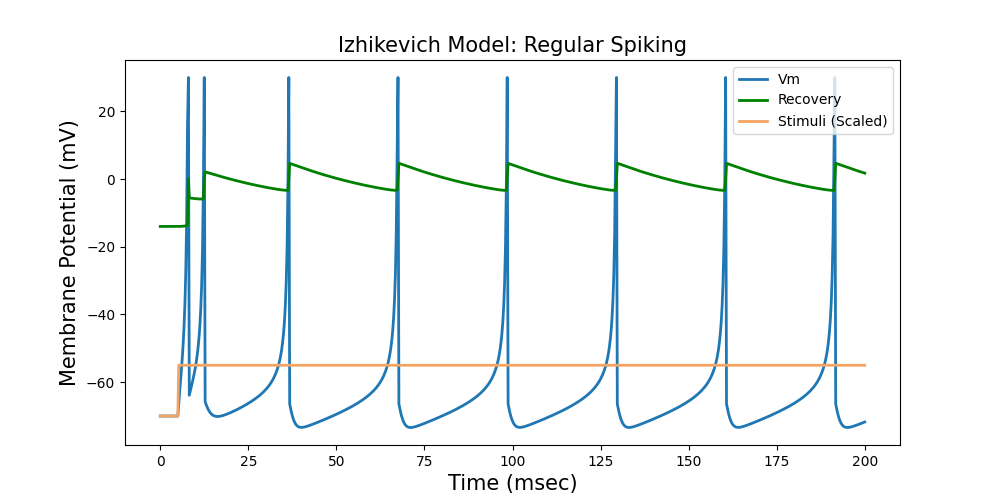 Izhikevich Model: Regular Spiking
Vm
Recovery
Stimuli (Scaled)
Membrane Potential (mV)
20
0
−20
−40
−60
0 25 50 75 100 125 150 175 200
Time (msec)